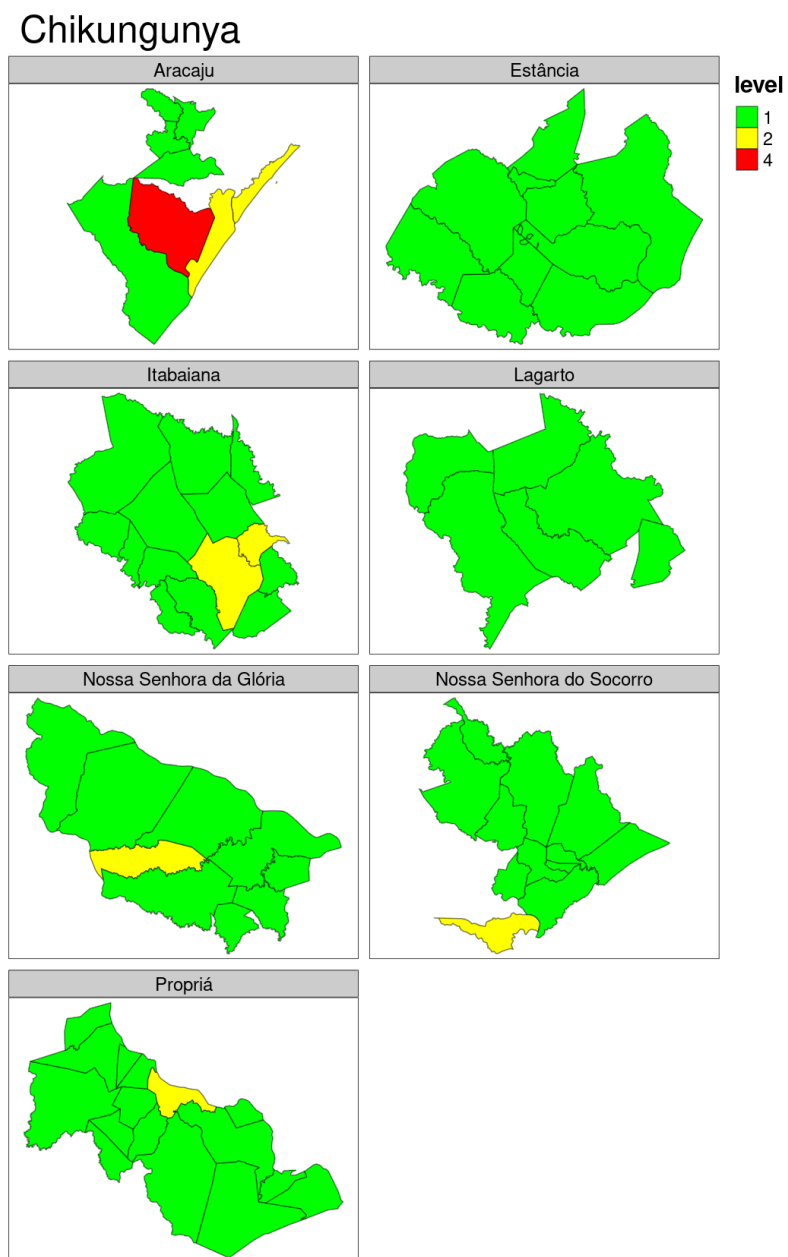 Chikungunya
Aracaju
Estância
level
1
2
4
Itabaiana
Lagarto
Nossa Senhora da Glória
Nossa Senhora do Socorro
Propriá